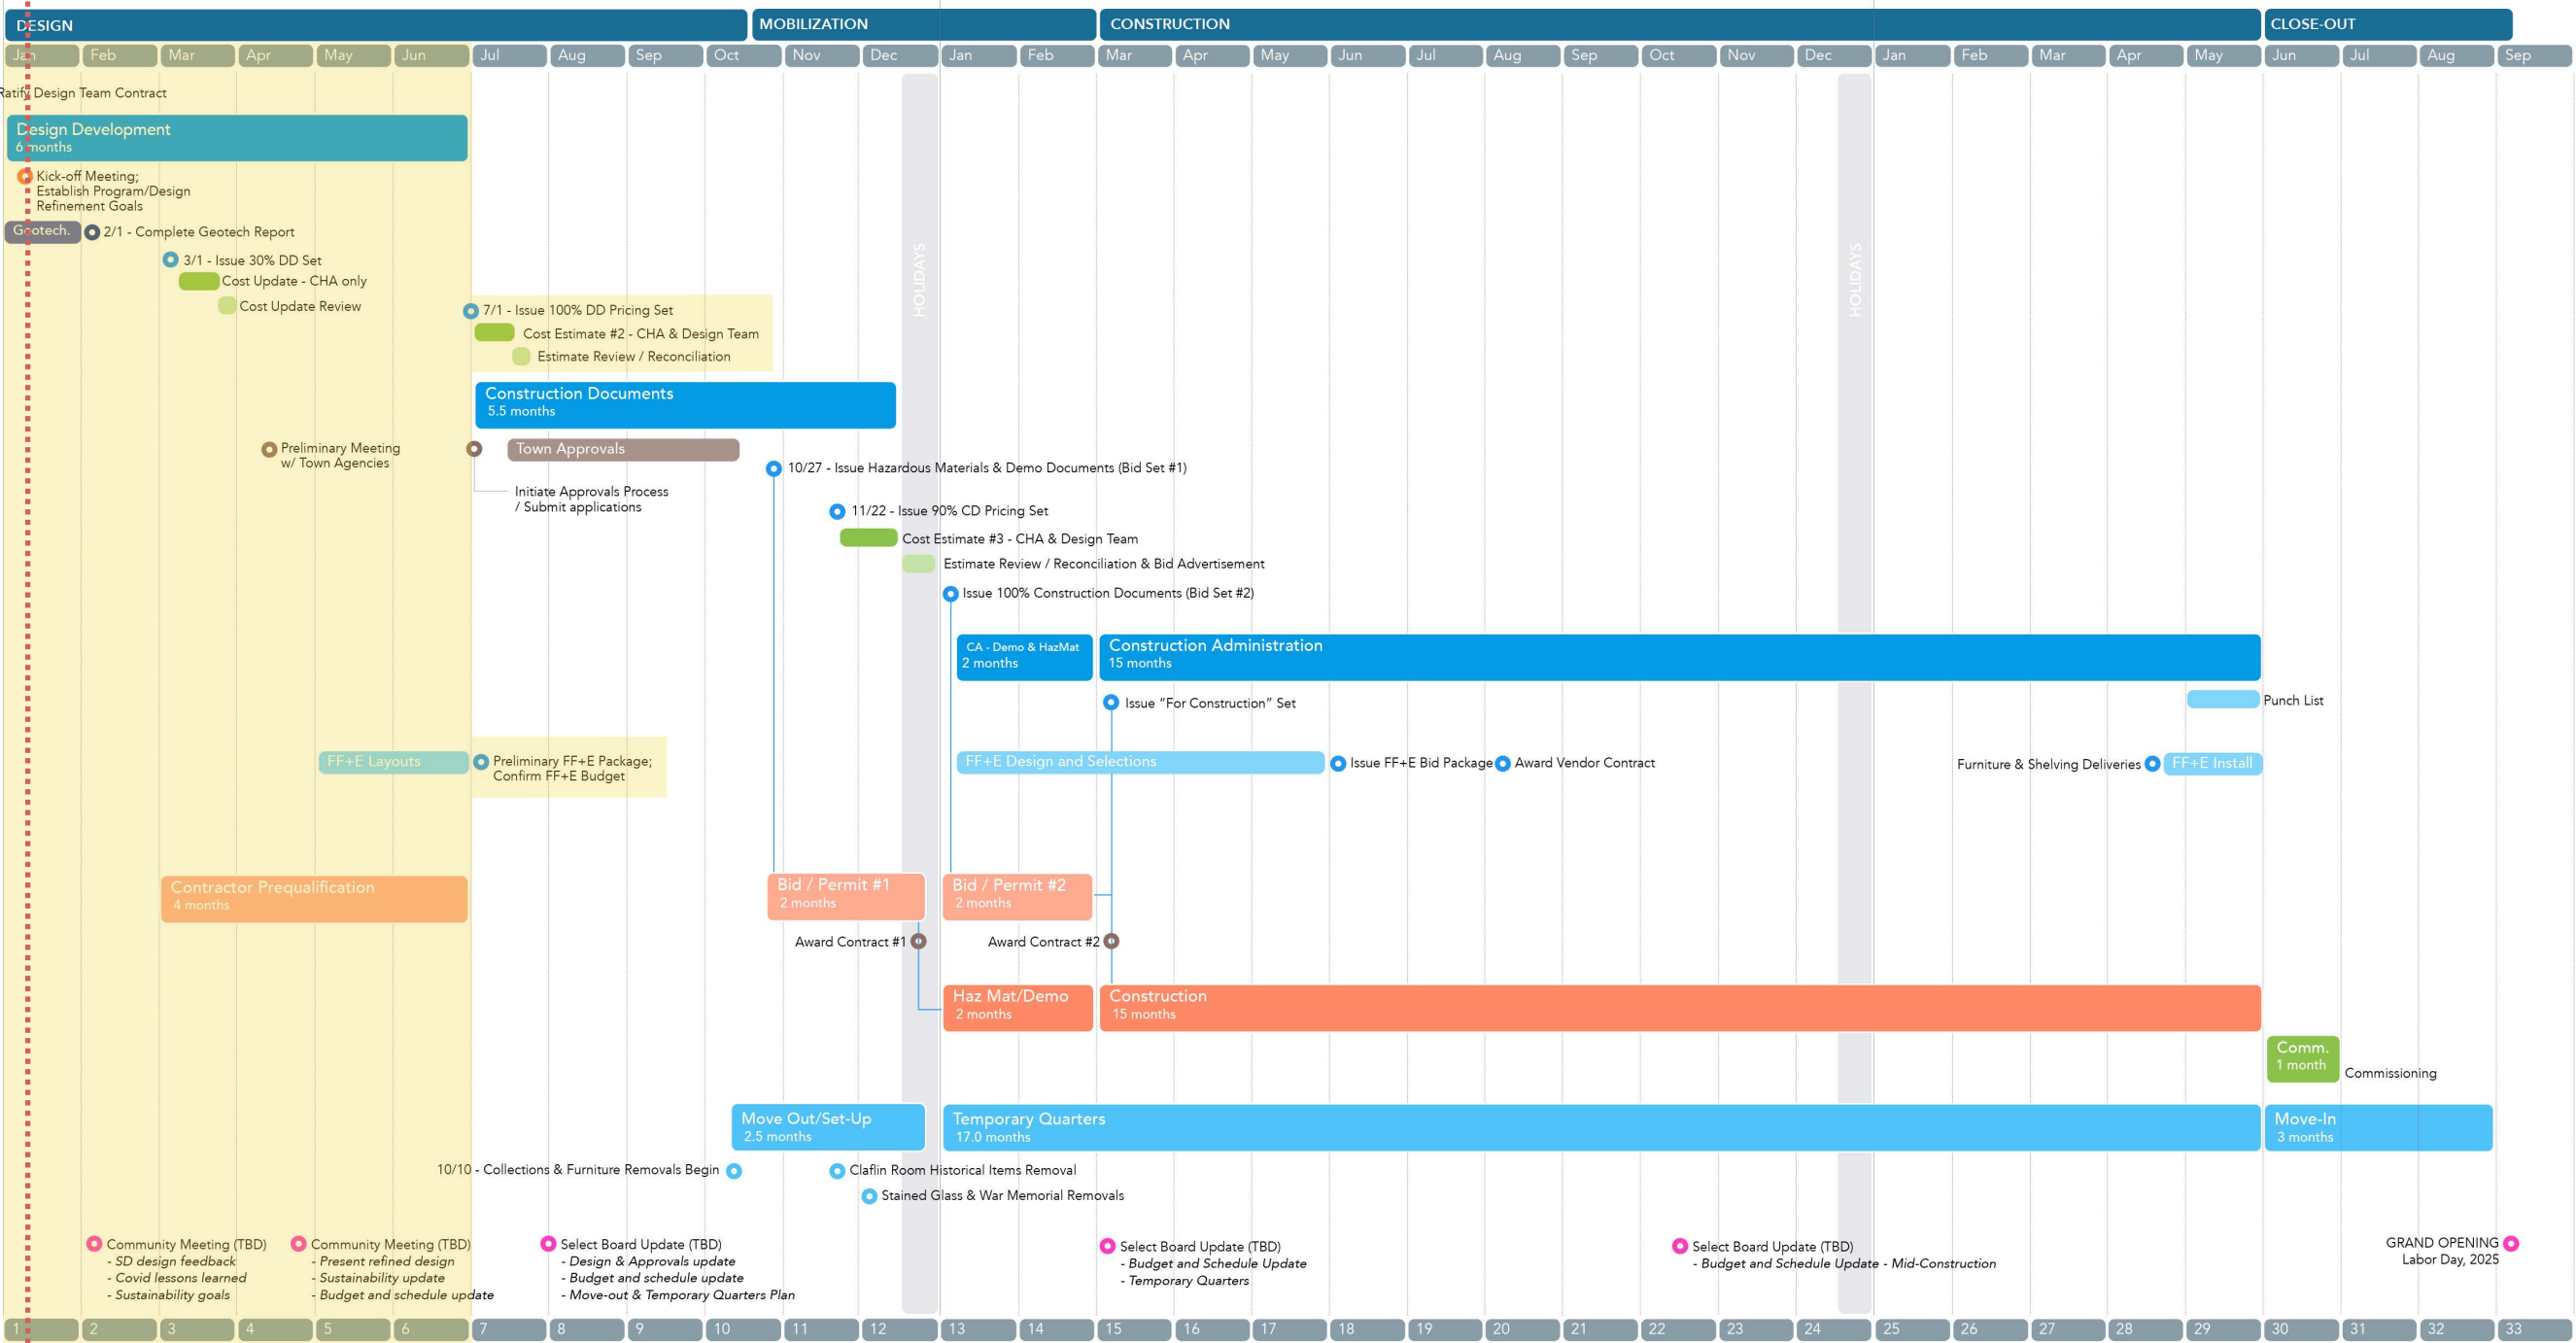 DESIGN
MOBILIZATION
CONSTRUCTION
CLOSE-OUT
Jan Feb Mar Apr May Jun Jul Aug Sep Oct Nov Dec Jan Feb Mar Apr May Jun Jul Aug Sep Oct Nov Dec Jan Feb Mar Apr May Jun Jul Aug Sep
Ratify Design Team Contract
Design Development
6 months
Kick-off Meeting;
Establish Program/Design
Refinement Goals
Geotech.
2/1 - Complete Geotech Report
3/1 - Issue 30% DD Set
Cost Update - CHA only
Cost Update Review
HOLIDAYS
HOLIDAYS
7/1 - Issue 100% DD Pricing Set
Cost Estimate #2 - CHA & Design Team
Estimate Review / Reconciliation
Construction Documents
5.5 months
Preliminary Meeting
w/ Town Agencies
Town Approvals
Initiate Approvals Process
/ Submit applications
10/27 - Issue Hazardous Materials & Demo Documents (Bid Set #1)
11/22 - Issue 90% CD Pricing Set
Cost Estimate #3 - CHA & Design Team
Estimate Review / Reconciliation & Bid Advertisement
Issue 100% Construction Documents (Bid Set #2)
CA - Demo & HazMat
2 months
Construction Administration
15 months
Issue “For Construction” Set
Punch List
FF+E Layouts
Preliminary FF+E Package;
Confirm FF+E Budget
FF+E Design and Selections
Issue FF+E Bid Package
Award Vendor Contract
Furniture & Shelving Deliveries
FF+E Install
Contractor Prequalification
4 months
Bid / Permit #1
2 months
Bid / Permit #2
2 months
Award Contract #1
Award Contract #2
Haz Mat/Demo
2 months
Construction
15 months
Comm.
1 month
Commissioning
Move Out/Set-Up
2.5 months
Temporary Quarters
17.0 months
Move-In
3 months
10/10 - Collections & Furniture Removals Begin
Claflin Room Historical Items Removal
Stained Glass & War Memorial Removals
Community Meeting (TBD)
- SD design feedback
- Covid lessons learned
- Sustainability goals
Community Meeting (TBD)
- Present refined design
- Sustainability update
- Budget and schedule update
Select Board Update (TBD)
- Design & Approvals update
- Budget and schedule update
- Move-out & Temporary Quarters Plan
Select Board Update (TBD)
- Budget and Schedule Update
- Temporary Quarters
Select Board Update (TBD)
- Budget and Schedule Update - Mid-Construction
GRAND OPENING
Labor Day, 2025
1 2 3 4 5 6 7 8 9 10 11 12 13 14 15 16 17 18 19 20 21 22 23 24 25 26 27 28 29 30 31 32 33